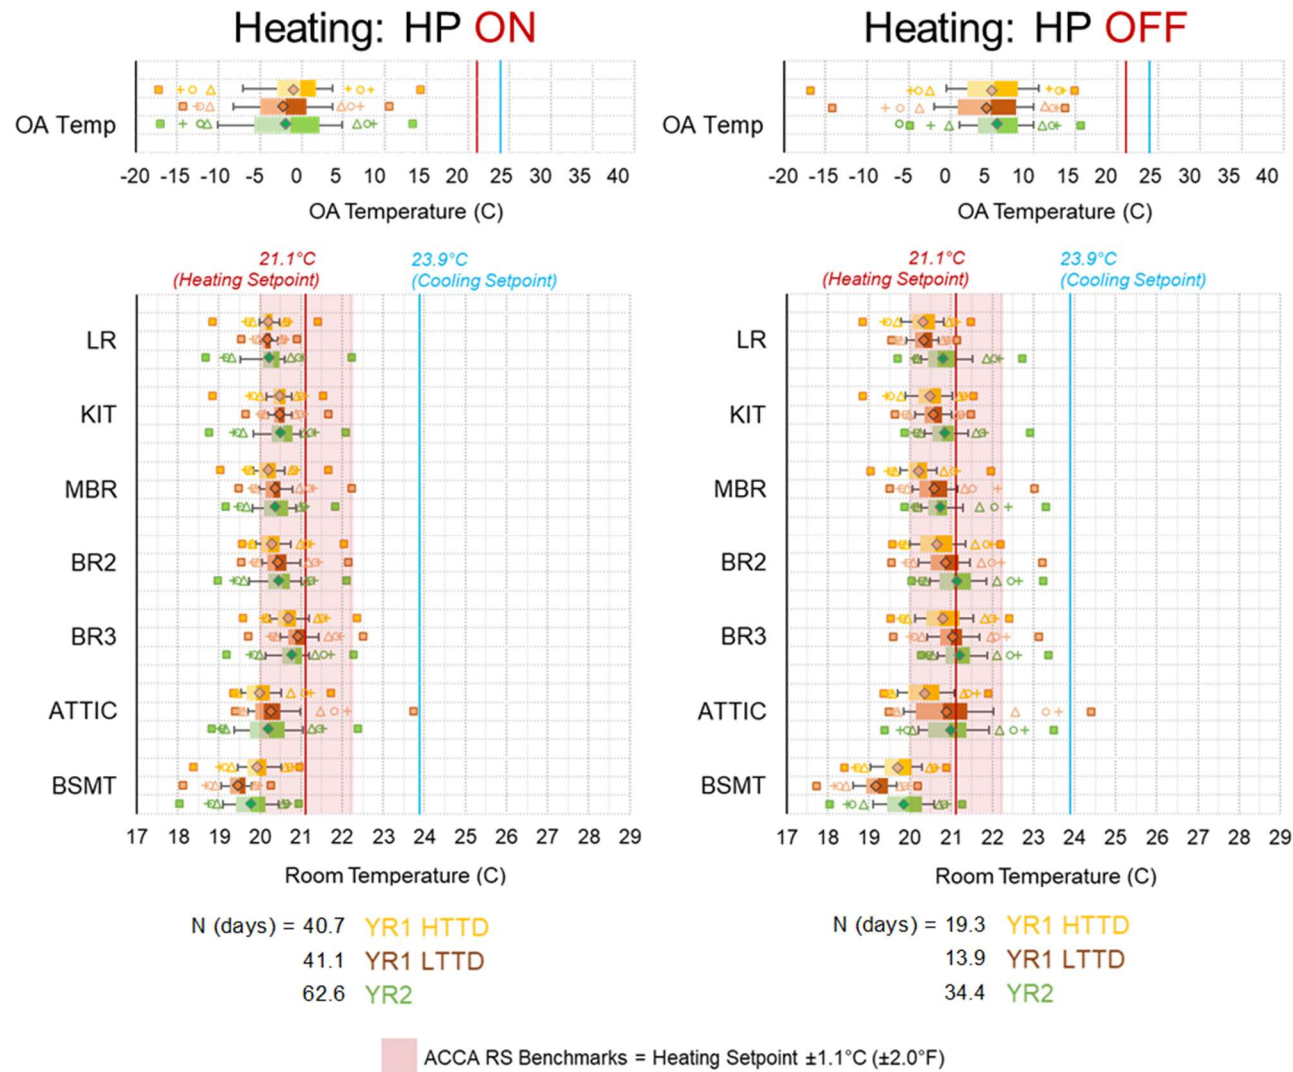 Heating: HP ON
OA Temp
-20 -15 -10 -5 0 5 10 15 20 25 30 35 40
OA Temperature (C)
21.1°C
(Heating Setpoint)
23.9°C
(Cooling Setpoint)
LR
KIT
MBR
BR2
BR3
ATTIC
BSMT
17 18 19 20 21 22 23 24 25 26 27 28 29
Room Temperature (C)
N (days) = 40.7 YR1 HTTD
41.1 YR1 LTTD
62.6 YR2
Heating: HP OFF
OA Temp
-20 -15 -10 -5 0 5 10 15 20 25 30 35 40
OA Temperature (C)
21.1°C
(Heating Setpoint)
23.9°C
(Cooling Setpoint)
LR
KIT
MBR
BR2
BR3
ATTIC
BSMT
17 18 19 20 21 22 23 24 25 26 27 28 29
Room Temperature (C)
N (days) = 19.3 YR1 HTTD
13.9 YR1 LTTD
34.4 YR2
ACCA RS Benchmarks = Heating Setpoint ±1.1°C (±2.0°F)